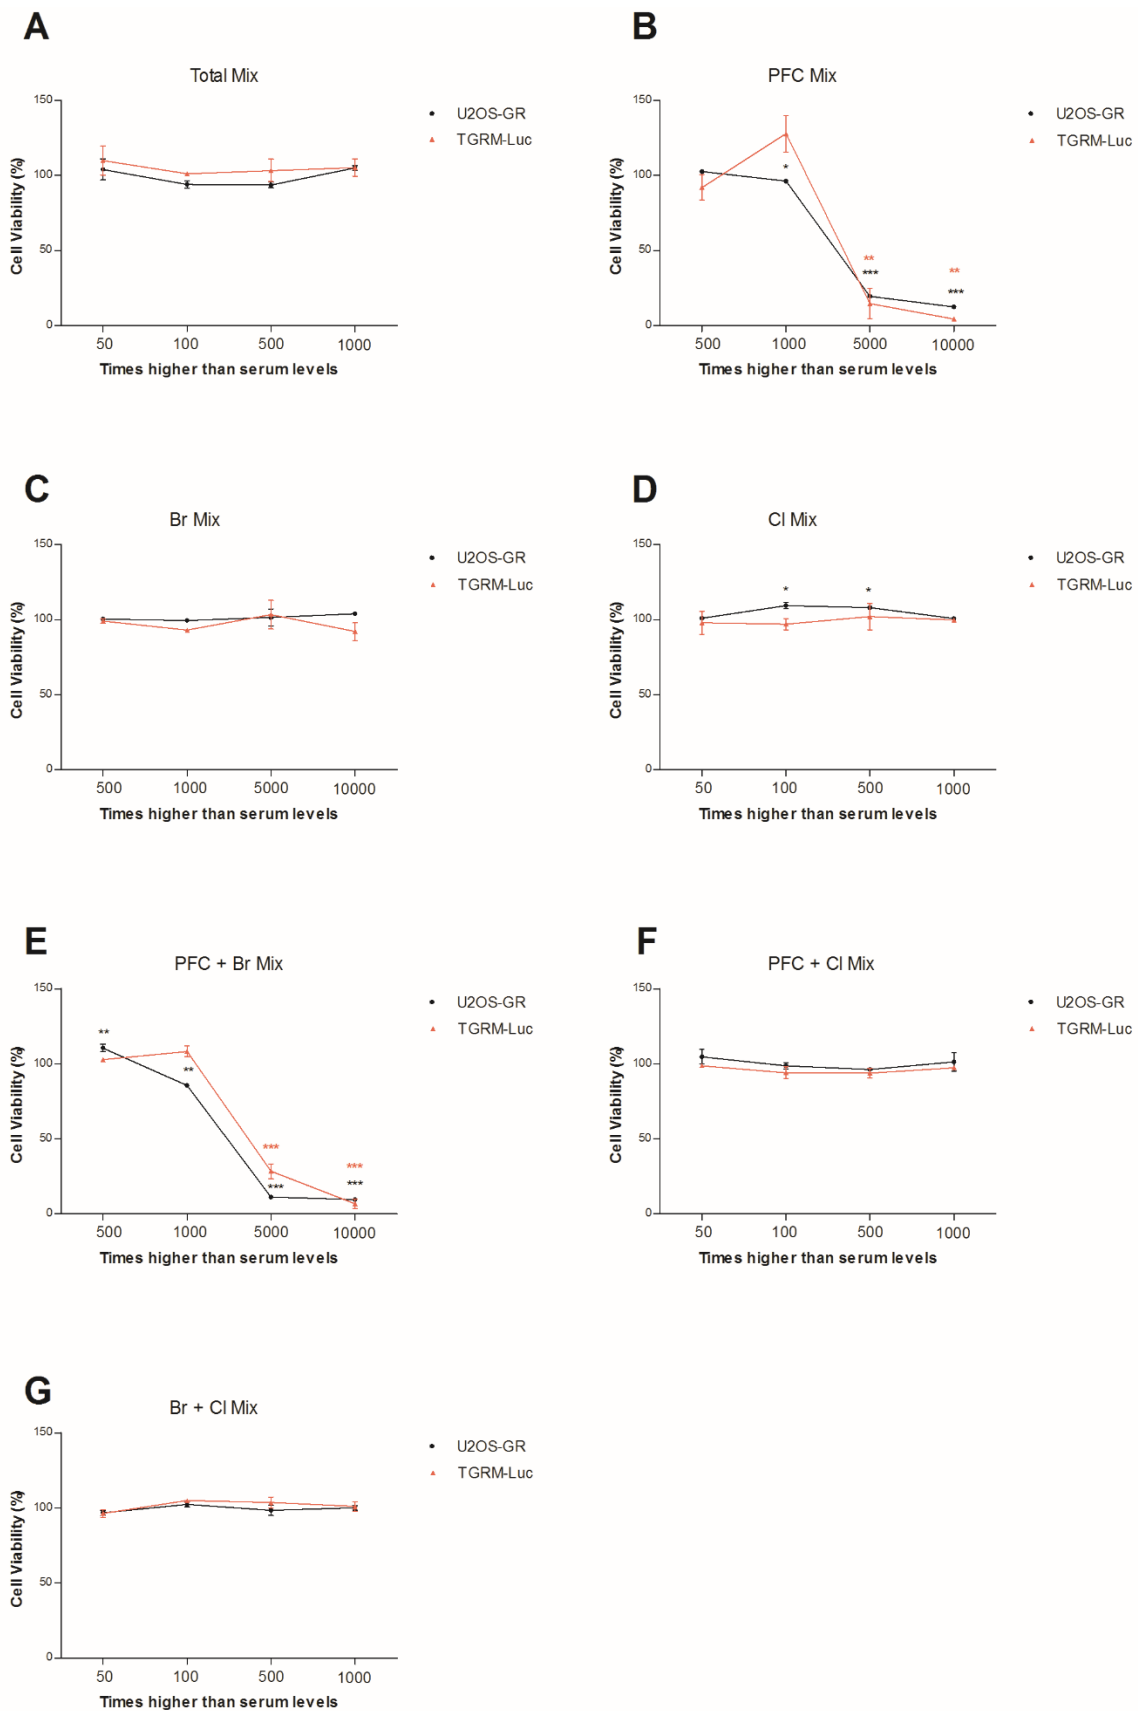 A
Total Mix
150
100
50
0
Cell Viability (%)
50 100 500 1000
Times higher than serum levels
U2OS-GR
TGRM-Luc
B
PFC Mix
150
100
50
0
Cell Viability (%)
*
**
***
**
***
500 1000 5000 10000
Times higher than serum levels
U2OS-GR
TGRM-Luc
C
Br Mix
150
100
50
0
Cell Viability (%)
500 1000 5000 10000
Times higher than serum levels
U2OS-GR
TGRM-Luc
D
Cl Mix
150
100
50
0
Cell Viability (%)
* *
50 100 500 1000
Times higher than serum levels
U2OS-GR
TGRM-Luc
E
PFC + Br Mix
150
100
50
0
Cell Viability (%)
**
**
***
***
***
***
500 1000 5000 10000
Times higher than serum levels
U2OS-GR
TGRM-Luc
F
PFC + Cl Mix
150
100
50
0
Cell Viability (%)
50 100 500 1000
Times higher than serum levels
U2OS-GR
TGRM-Luc
G
Br + Cl Mix
150
100
50
0
Cell Viability (%)
50 100 500 1000
Times higher than serum levels
U2OS-GR
TGRM-Luc